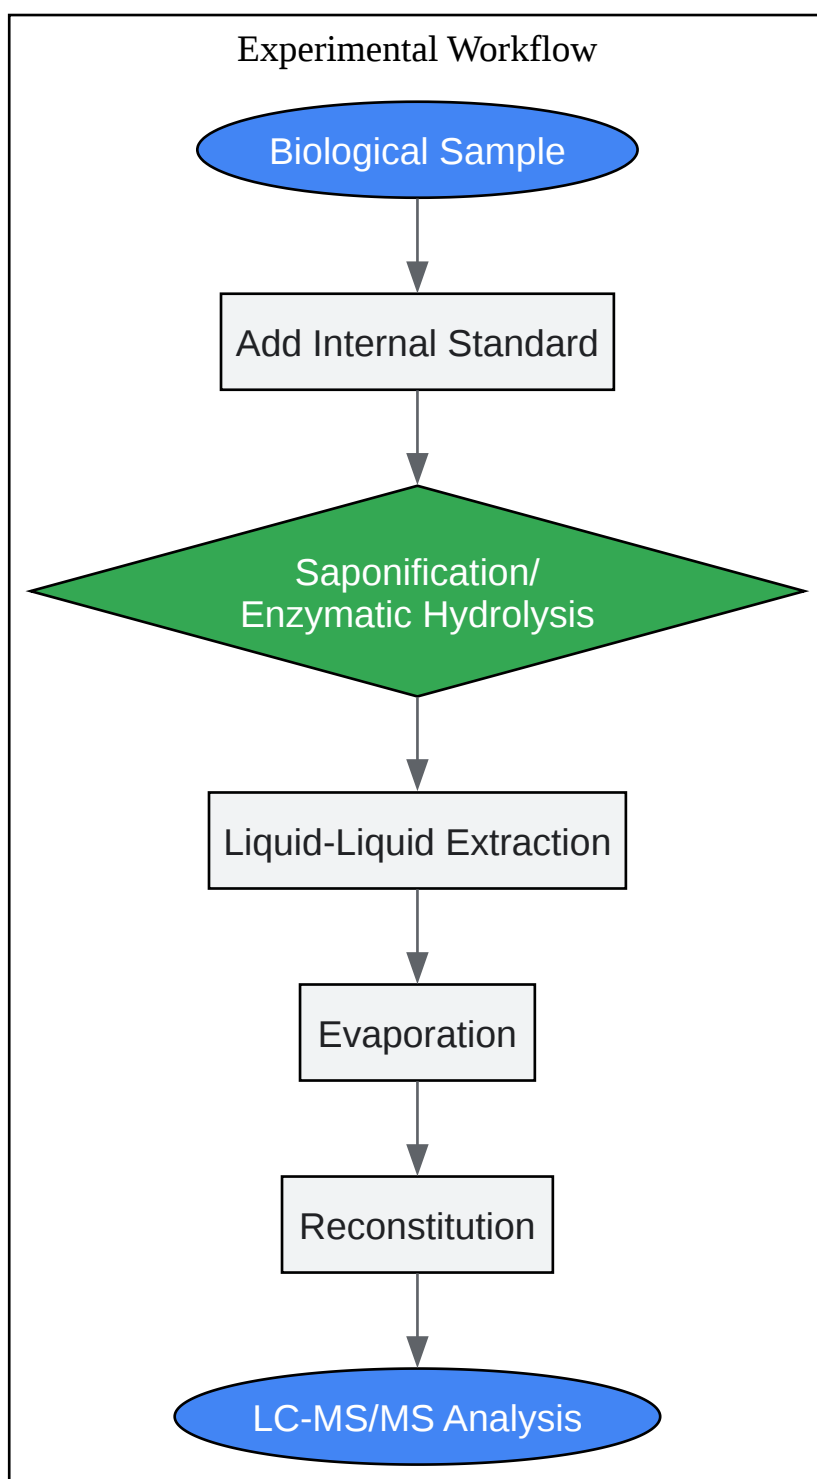 Experimental Workflow
Biological Sample
Add Internal Standard
Saponification/
Enzymatic Hydrolysis
Liquid-Liquid Extraction
Evaporation
Reconstitution
LC-MS/MS Analysis